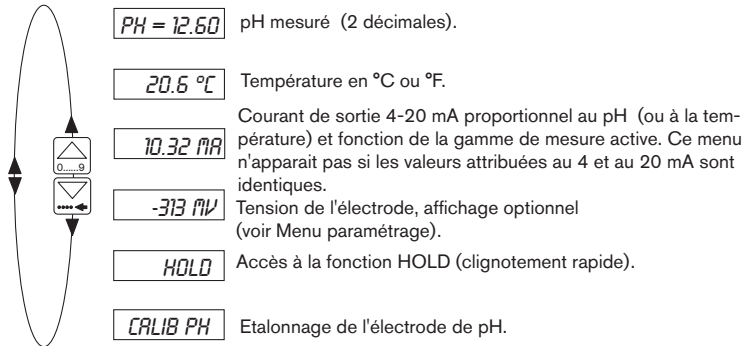 PH = 12.60
pH mesuré (2 décimales).
20.6 °C
Température en °C ou °F.
Courant de sortie 4-20 mA proportionnel au pH (ou à la tem-
10.32 MA
pérature) et fonction de la gamme de mesure active. Ce menu
n'apparait pas si les valeurs attribuées au 4 et au 20 mA sont
identiques.
0......9
-313 MV
Tension de l'électrode, affichage optionnel
(voir Menu paramétrage).
HOLD
Accès à la fonction HOLD (clignotement rapide).
CALIB PH
Etalonnage de l'électrode de pH.